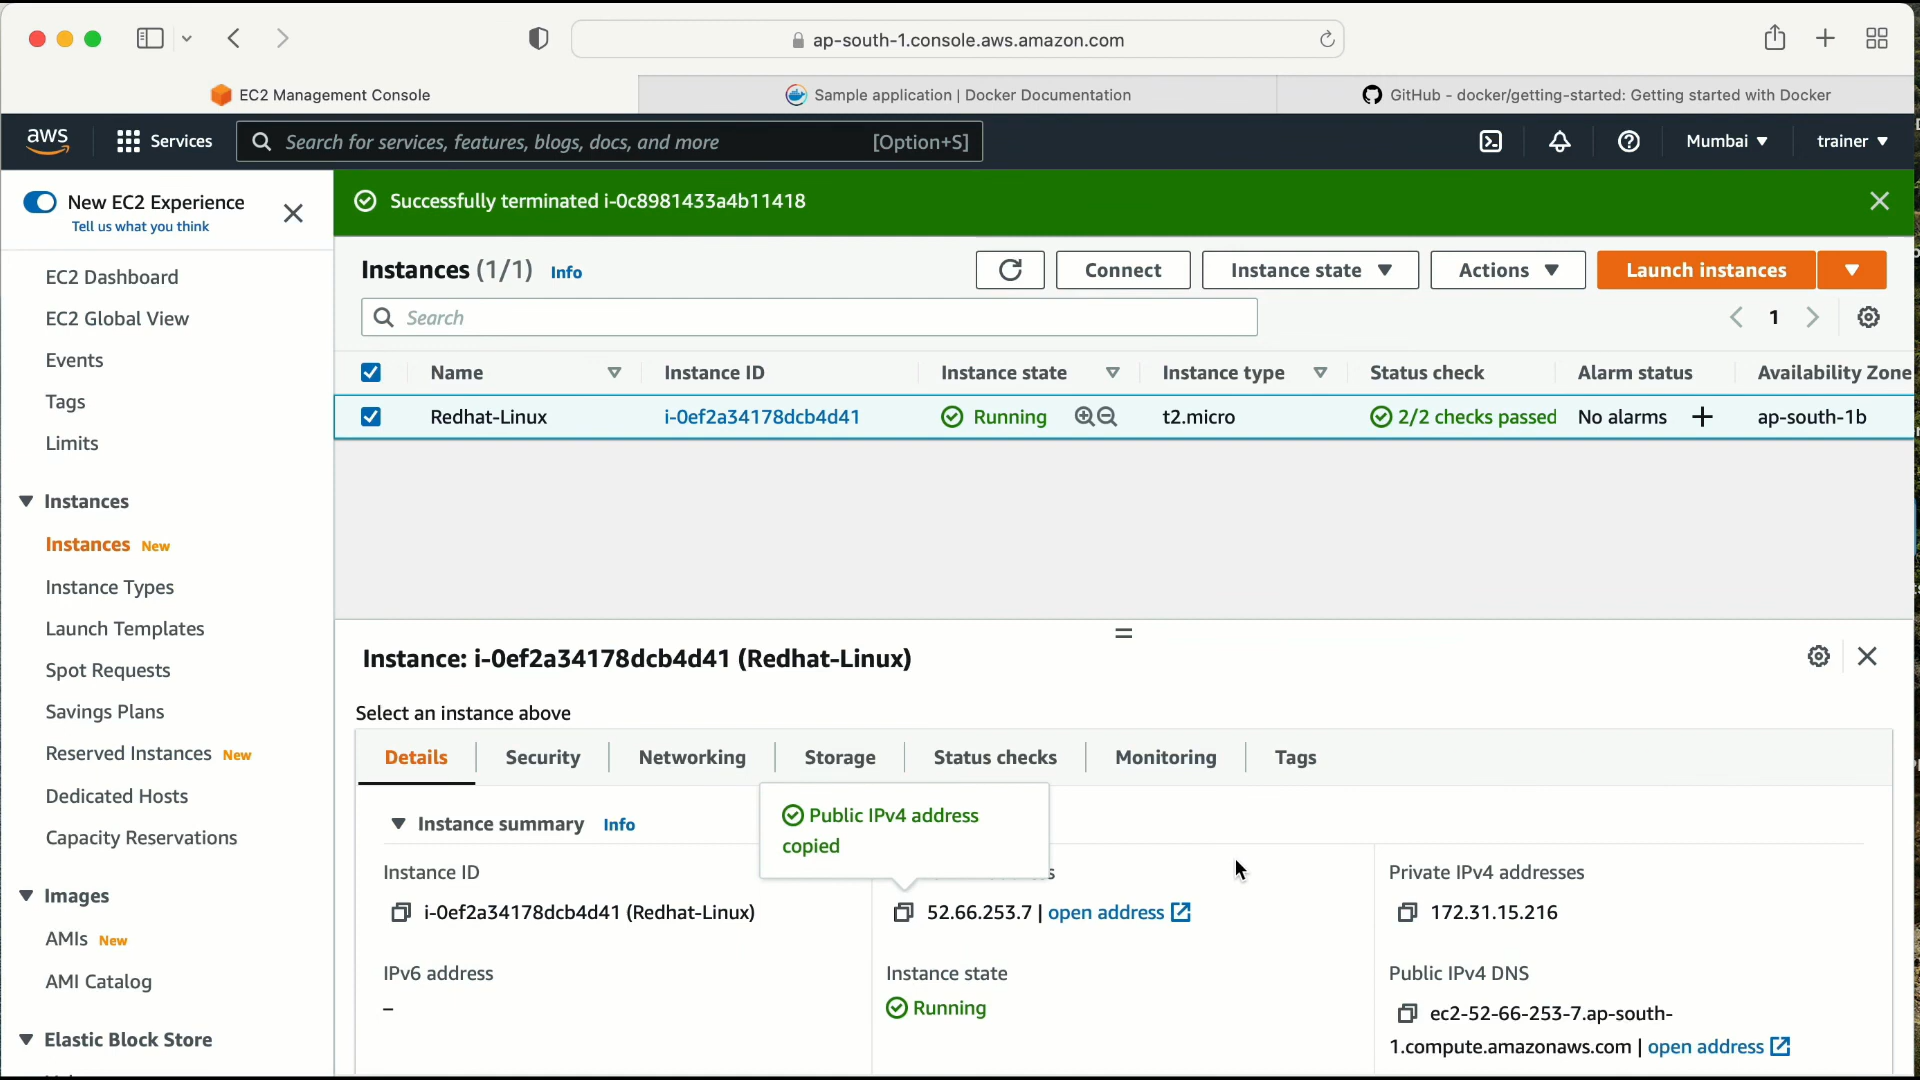 ap-south-1.console.aws.amazon.com
EC2 Management Console
Sample application | Docker Documentation
GitHub - docker/getting-started: Getting started with Docker
aws
Services
Search for services, features, blogs, docs, and more
[Option+S]
Mumbai
trainer
New EC2 Experience
Tell us what you think
Successfully terminated i-0c8981433a4b11418
EC2 Dashboard
EC2 Global View
Events
Tags
Limits
Instances
Instances New
Instance Types
Launch Templates
Spot Requests
Savings Plans
Reserved Instances New
Dedicated Hosts
Capacity Reservations
Images
AMIs New
AMI Catalog
Elastic Block Store
Instances (1/1) Info
Connect
Instance state
Actions
Launch instances
Search
1
Name
Instance ID
Instance state
Instance type
Status check
Alarm status
Availability Zone
Redhat-Linux
i-0ef2a34178dcb4d41
Running
t2.micro
2/2 checks passed
No alarms
ap-south-1b
Instance: i-0ef2a34178dcb4d41 (Redhat-Linux)
Select an instance above
Details
Security
Networking
Storage
Status checks
Monitoring
Tags
Instance summary Info
Public IPv4 address
copied
Instance ID
i-0ef2a34178dcb4d41 (Redhat-Linux)
52.66.253.7 | open address
Private IPv4 addresses
172.31.15.216
IPv6 address
–
Instance state
Running
Public IPv4 DNS
ec2-52-66-253-7.ap-south-
1.compute.amazonaws.com | open address